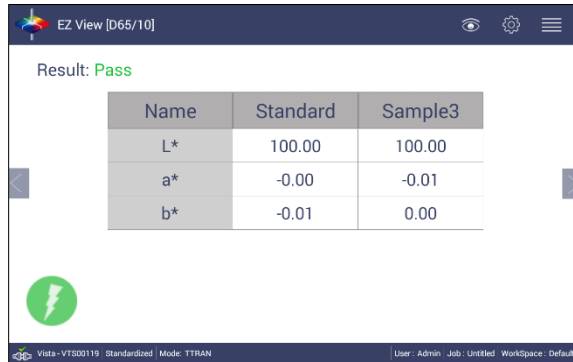 EZ View [D65/10]
Result: Pass
Name Standard Sample3
L* 100.00 100.00
a* -0.00 -0.01
b* -0.01 0.00
Vista - VTS00119 Standardized Mode: TTRAN User : Admin Job : Untitled WorkSpace : Default